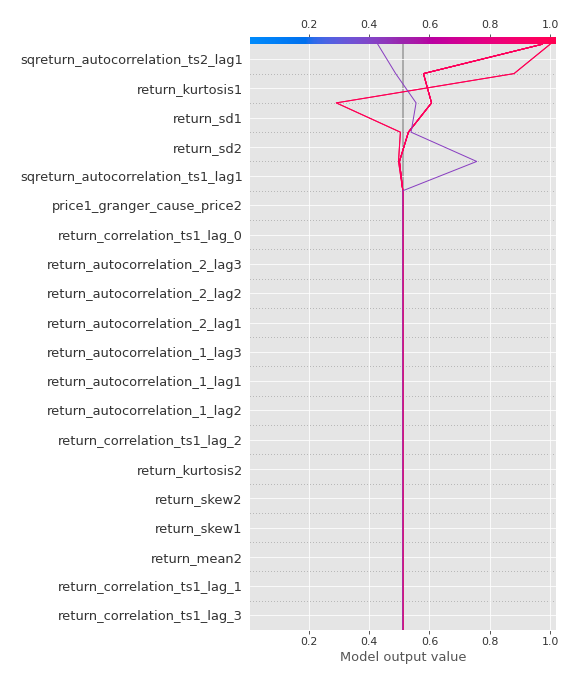 0.2 0.4 0.6 0.8 1.0
sqreturn_autocorrelation_ts2_lag1
return_kurtosis1
return_sd1
return_sd2
sqreturn_autocorrelation_ts1_lag1
price1_granger_cause_price2
return_correlation_ts1_lag_0
return_autocorrelation_2_lag3
return_autocorrelation_2_lag2
return_autocorrelation_2_lag1
return_autocorrelation_1_lag3
return_autocorrelation_1_lag1
return_autocorrelation_1_lag2
return_correlation_ts1_lag_2
return_kurtosis2
return_skew2
return_skew1
return_mean2
return_correlation_ts1_lag_1
return_correlation_ts1_lag_3
0.2 0.4 0.6 0.8 1.0
Model output value